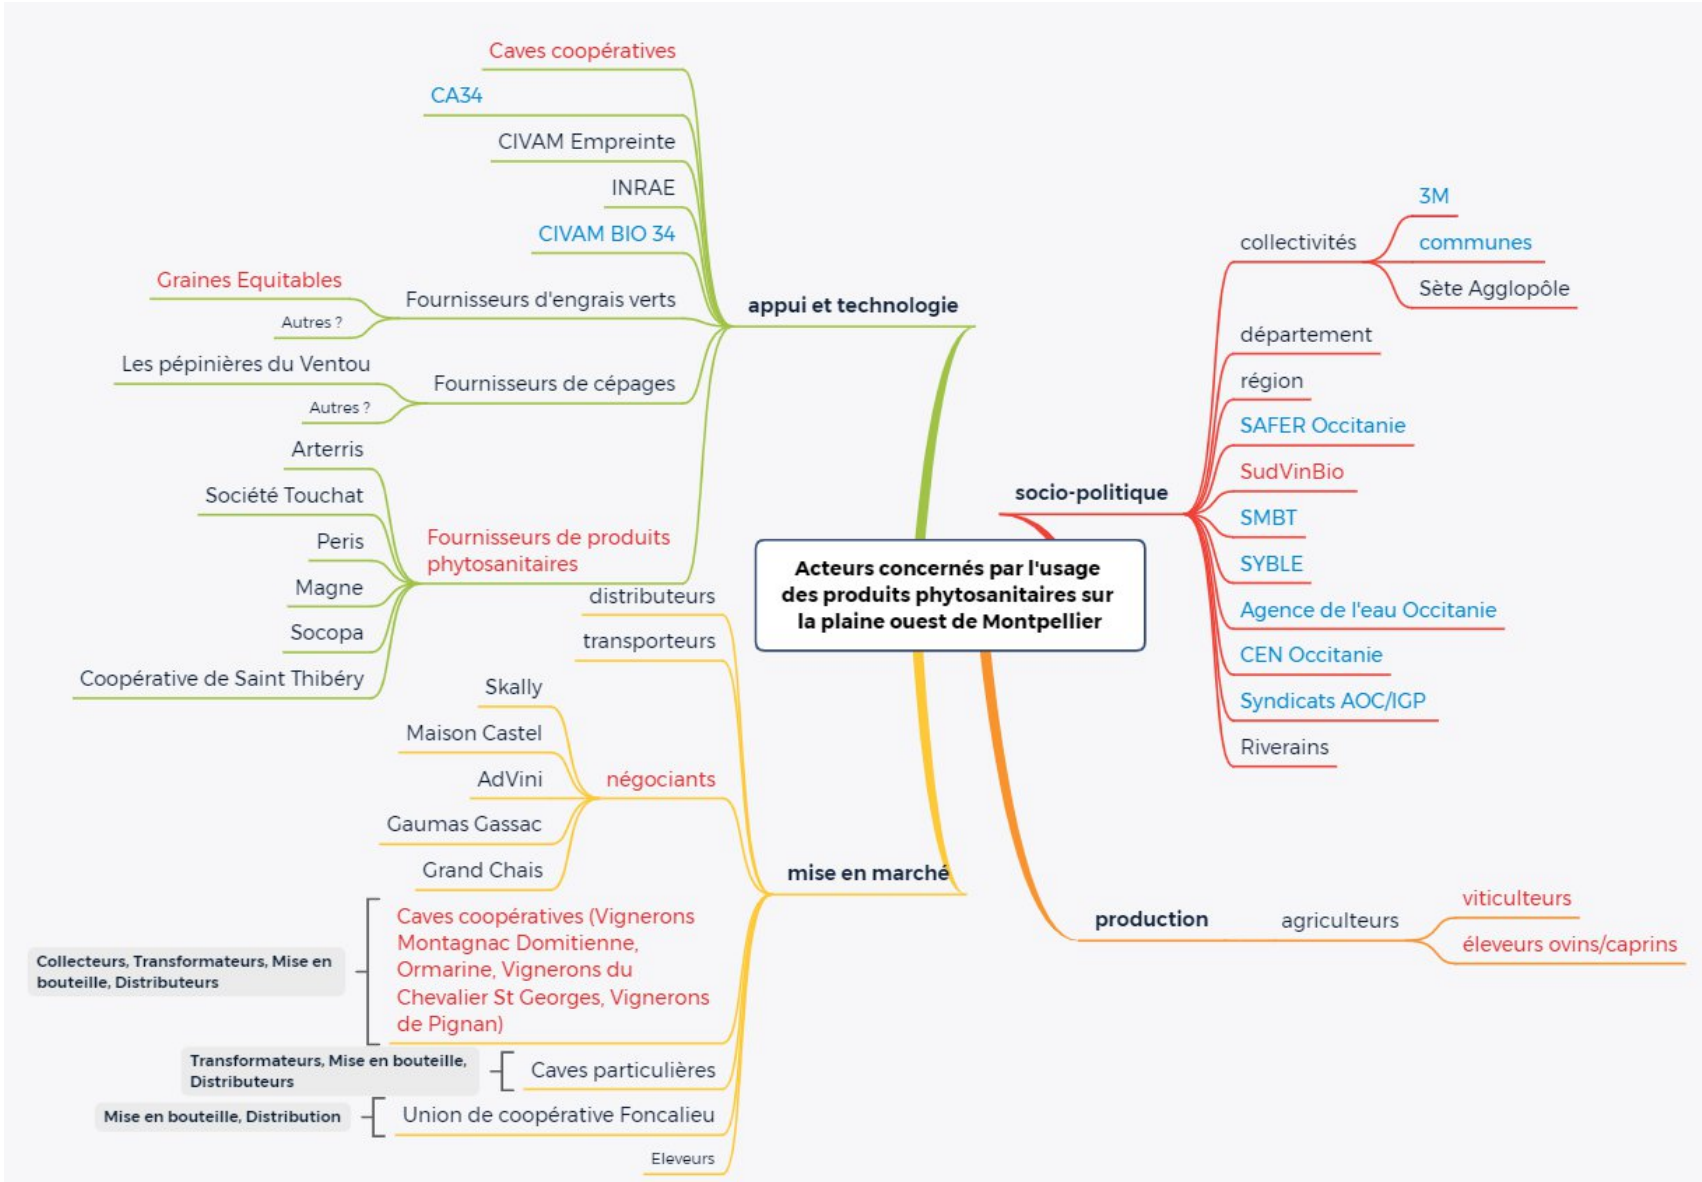 Caves coopératives
CA34
CIVAM Empreinte
INRAE
CIVAM BIO 34
Graines Equitables
Autres ?
Fournisseurs d'engrais verts
Les pépinières du Ventou
Autres ?
Fournisseurs de cépages
Arterris
Société Touchat
Peris
Magne
Socopa
Coopérative de Saint Thibéry
Fournisseurs de produits
phytosanitaires
appui et technologie
distributeurs
transporteurs
Skally
Maison Castel
AdVini
Gaumas Gassac
Grand Chais
négociants
Collecteurs, Transformateurs, Mise en
bouteille, Distributeurs
Caves coopératives (Vignerons
Montagnac Domitienne,
Ormarine, Vignerons du
Chevalier St Georges, Vignerons
de Pignan)
Transformateurs, Mise en bouteille,
Distributeurs
Caves particulières
Mise en bouteille, Distribution
Union de coopérative Foncalieu
Eleveurs
mise en marché
Acteurs concernés par l'usage
des produits phytosanitaires sur
la plaine ouest de Montpellier
socio-politique
collectivités
3M
communes
Sète Agglopôle
département
région
SAFER Occitanie
SudVinBio
SMBT
SYBLE
Agence de l'eau Occitanie
CEN Occitanie
Syndicats AOC/IGP
Riverains
production
agriculteurs
viticulteurs
éleveurs ovins/caprins